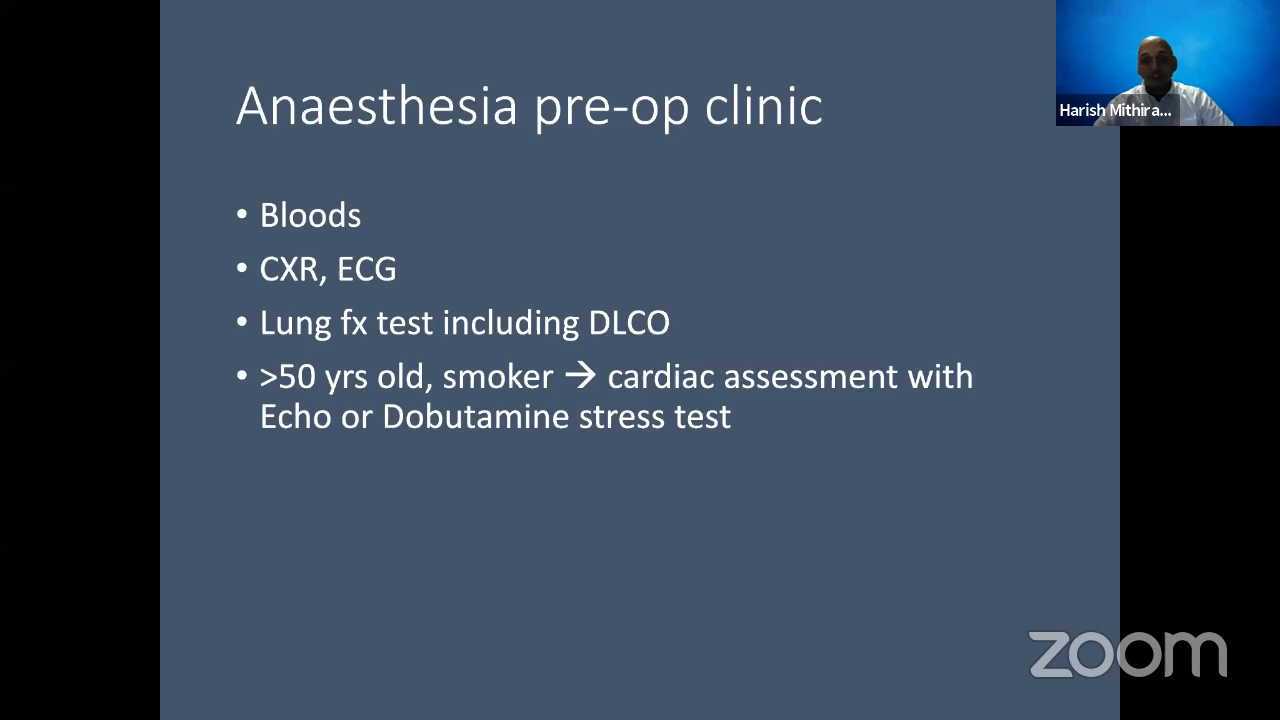 Anaesthesia pre-op clinic
Harish Mithira...
• Bloods
• CXR, ECG
• Lung fx test including DLCO
• >50 yrs old, smoker → cardiac assessment with
Echo or Dobutamine stress test
zoom